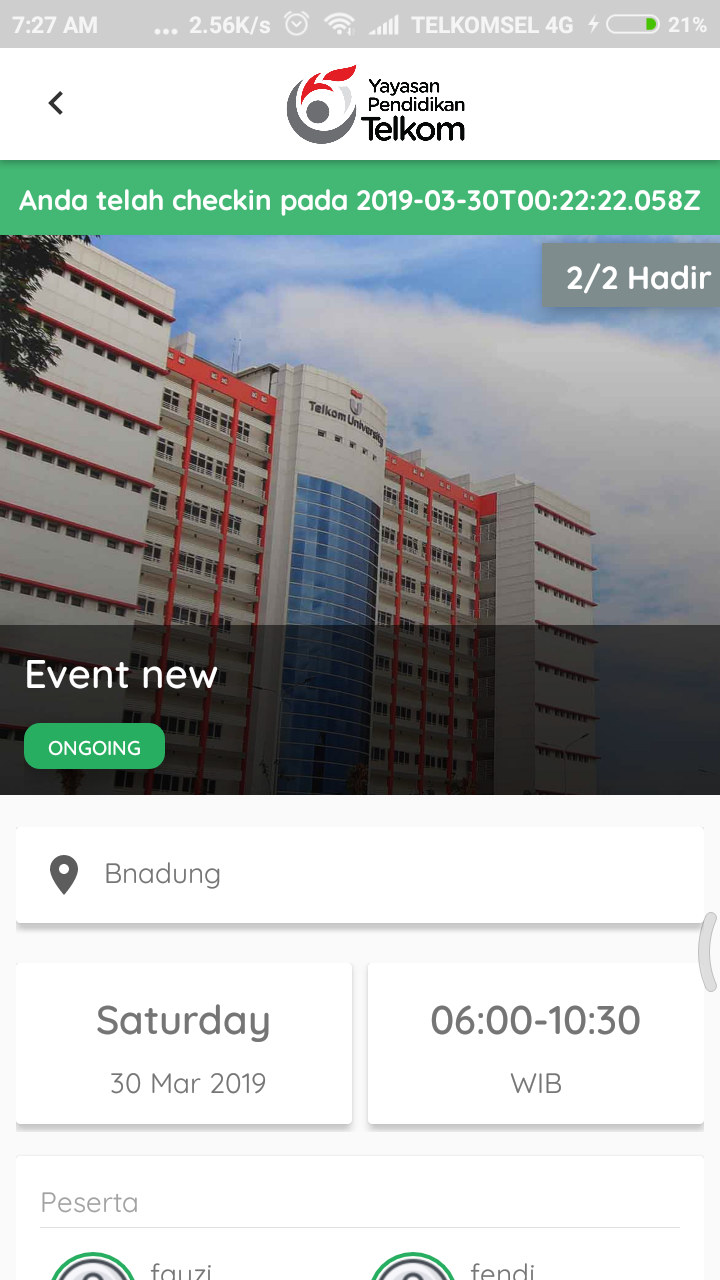 7:27 AM ... 2.56K/s TELKOMSEL 4G 21%
Yayasan
Pendidikan
Telkom
Anda telah checkin pada 2019-03-30T00:22:22.058Z
2/2 Hadir
Telkom University
Event new
ONGOING
Bnadung
Saturday
30 Mar 2019
06:00-10:30
WIB
Peserta
fauzi
fendi